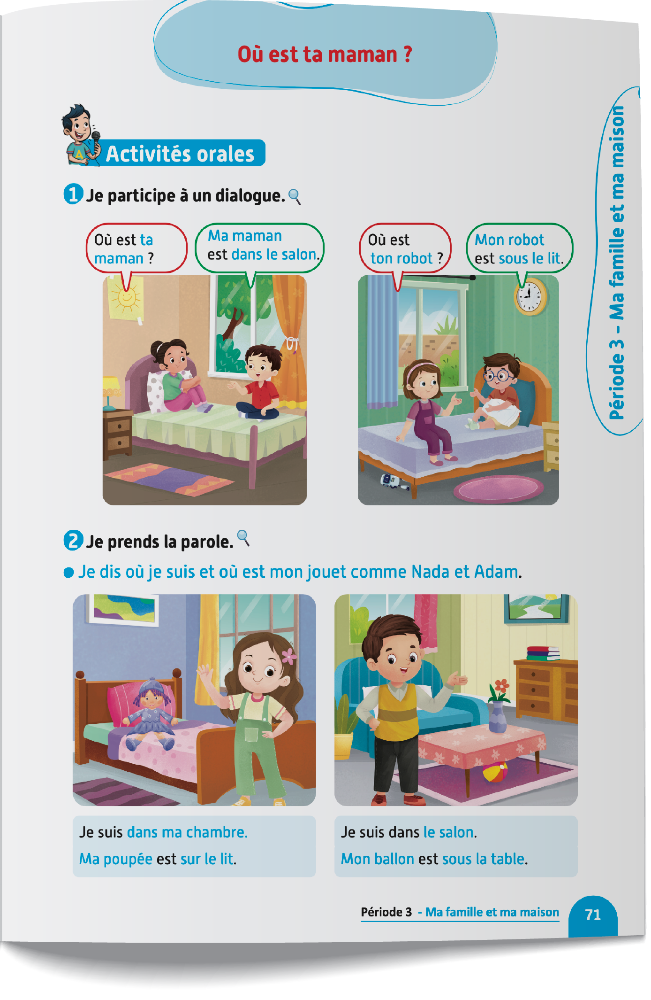 Où est ta maman ?
Activités orales
1 Je participe à un dialogue.
Où est ta
maman ?
Ma maman
est dans le salon.
Où est
ton robot ?
Mon robot
est sous le lit.
2 Je prends la parole.
● Je dis où je suis et où est mon jouet comme Nada et Adam.
Je suis dans ma chambre.
Ma poupée est sur le lit.
Je suis dans le salon.
Mon ballon est sous la table.
Période 3 - Ma famille et ma maison
71
Période 3 – Ma famille et ma maison
A